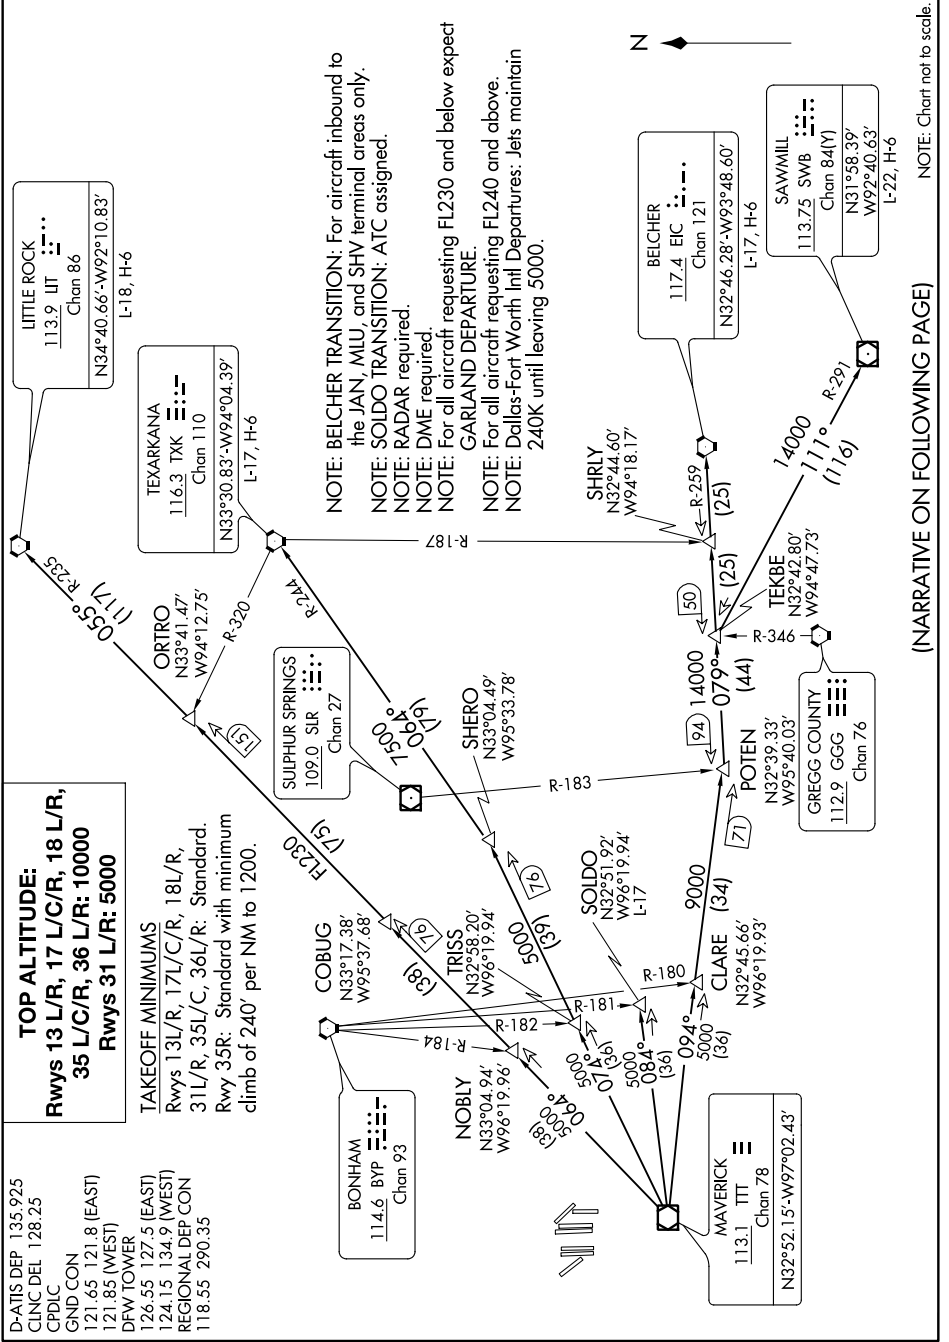 D-ATIS DEP 135.925
CLNC DEL 128.25
CPDLC
GND CON
121.65 121.8 (EAST)
121.85 (WEST)
DFW TOWER
126.55 127.5 (EAST)
124.15 134.9 (WEST)
REGIONAL DEP CON
118.55 290.35
TOP ALTITUDE:
Rwys 13 L/R, 17 L/C/R, 18 L/R,
35 L/C/R, 36 L/R: 10000
Rwys 31 L/R: 5000
TAKEOFF MINIMUMS
Rwys 13L/R, 17L/C/R, 18L/R,
31L/R, 35L/C, 36L/R: Standard.
Rwy 35R: Standard with minimum
climb of 240' per NM to 1200.
LITTLE ROCK
113.9 LIT
Chan 86
N34°40.66'-W92°10.83'
L-18, H-6
R-235
055°
(117)
TEXARKANA
116.3 TXK
Chan 110
N33°30.83'-W94°04.39'
L-17, H-6
ORTRO
N33°41.47'
W94°12.75'
R-320
R-244
R-187
151
FL230
(75)
SULPHUR SPRINGS
109.0 SLR
Chan 27
7500
064°
(79)
SHERO
N33°04.49'
W95°33.78'
R-183
NOTE: BELCHER TRANSITION: For aircraft inbound to
the JAN, MLU, and SHV terminal areas only.
NOTE: SOLDO TRANSITION: ATC assigned.
NOTE: RADAR required.
NOTE: DME required.
NOTE: For all aircraft requesting FL230 and below expect
GARLAND DEPARTURE.
NOTE: For all aircraft requesting FL240 and above.
NOTE: Dallas-Fort Worth Intl Departures: Jets maintain
240K until leaving 5000.
N
COBUG
N33°17.38'
W95°37.68'
76
(38)
BONHAM
114.6 BYP
Chan 93
R-184
R-182
R-181
R-180
NOBLY
N33°04.94'
W96°19.96'
5000
064°
(38)
TRISS
N32°58.20'
W96°19.94'
5000
074°
(36)
76
5000
(39)
SOLDO
N32°51.92'
W96°19.94'
L-17
5000
084°
(36)
CLARE
N32°45.66'
W96°19.93'
094°
5000
(36)
9000
(34)
71
POTEN
N32°39.33'
W95°40.03'
94
14000
079°
(44)
GREGG COUNTY
112.9 GGG
Chan 76
R-346
TEKBE
N32°42.80'
W94°47.73'
50
(25)
SHRLY
N32°44.60'
W94°18.17'
R-259
(25)
BELCHER
117.4 EIC
Chan 121
N32°46.28'-W93°48.60'
L-17, H-6
14000
111°
(116)
R-291
SAWMILL
113.75 SWB
Chan 84(Y)
N31°58.39'
W92°40.63'
L-22, H-6
MAVERICK
113.1 TTT
Chan 78
N32°52.15'-W97°02.43'
(NARRATIVE ON FOLLOWING PAGE)
NOTE: Chart not to scale.